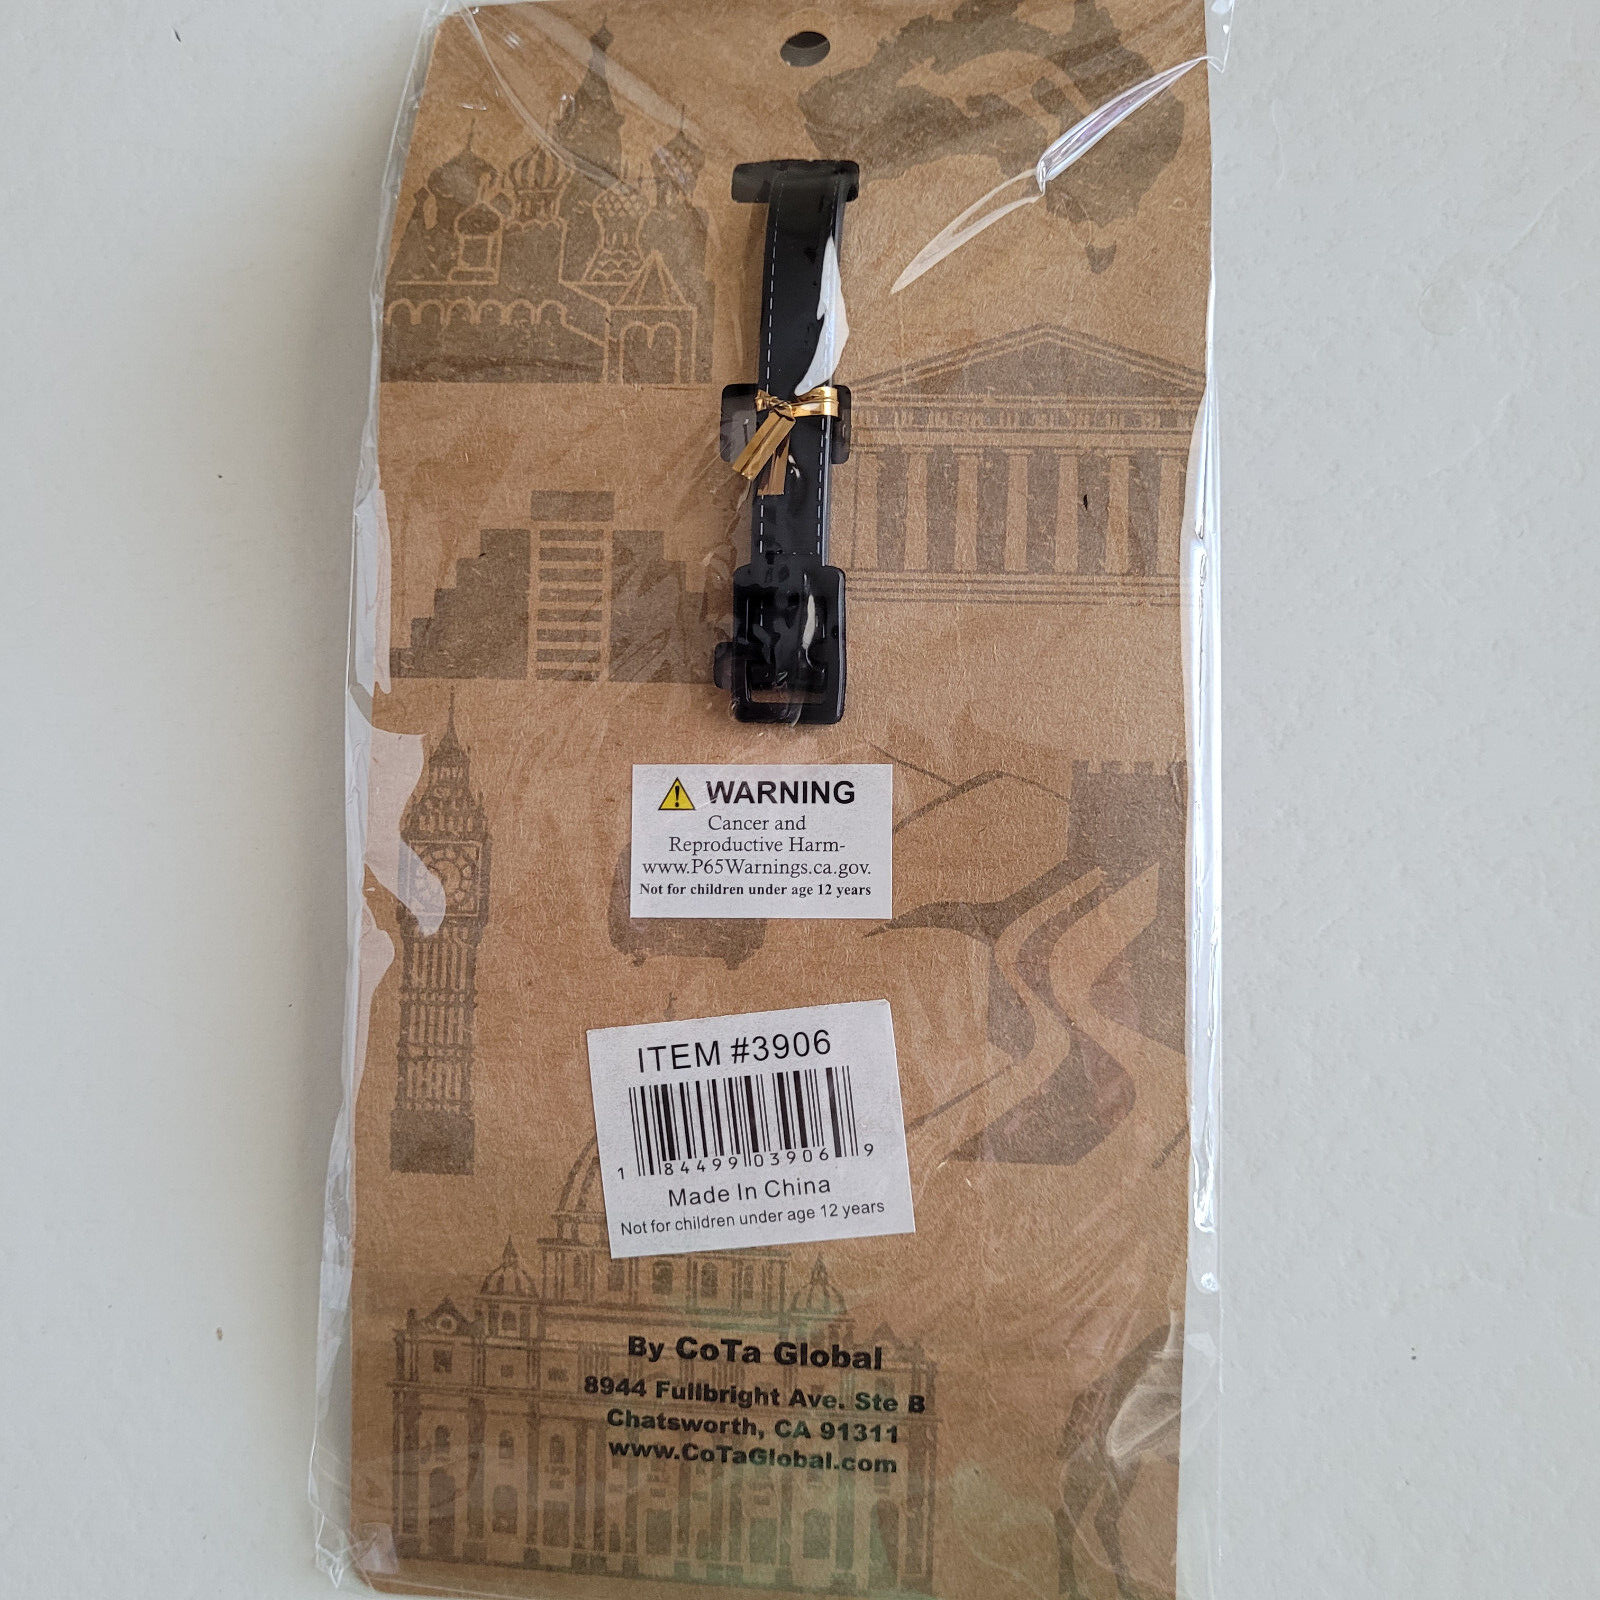 WARNING
Cancer and
Reproductive Harm-
www.P65Warnings.ca.gov.
Not for children under age 12 years
ITEM #3906
1 84499 03906 9
Made In China
Not for children under age 12 years
By CoTa Global
8944 Fullbright Ave. Ste B
Chatsworth, CA 91311
www.CoTaGlobal.com